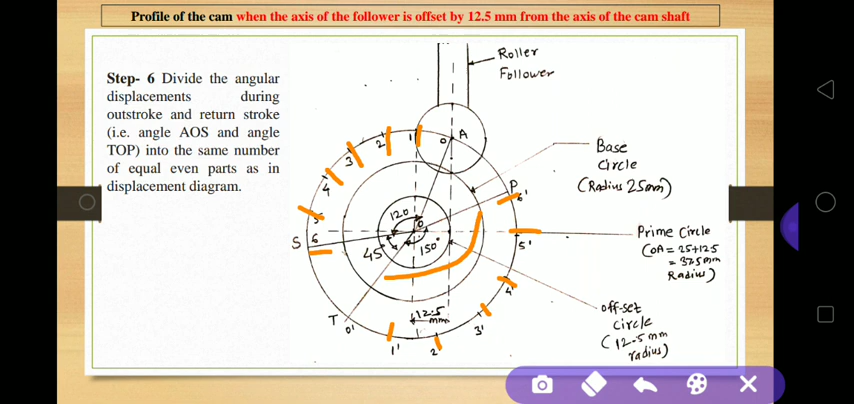 Profile of the cam when the axis of the follower is offset by 12.5 mm from the axis of the cam shaft
Step- 6 Divide the angular
displacements during
outstroke and return stroke
(i.e. angle AOS and angle
TOP) into the same number
of equal even parts as in
displacement diagram.
Roller
Follower
0 A
1
2
3
4
5
S 6
P
6'
5'
4'
3'
2'
1'
T 0'
120
O
45
150°
12.5
mm
Base
Circle
(Radius 25mm)
Prime Circle
(OA = 25+12.5
= 37.5mm
Radius)
off-set
Circle
(12.5 mm
radius)